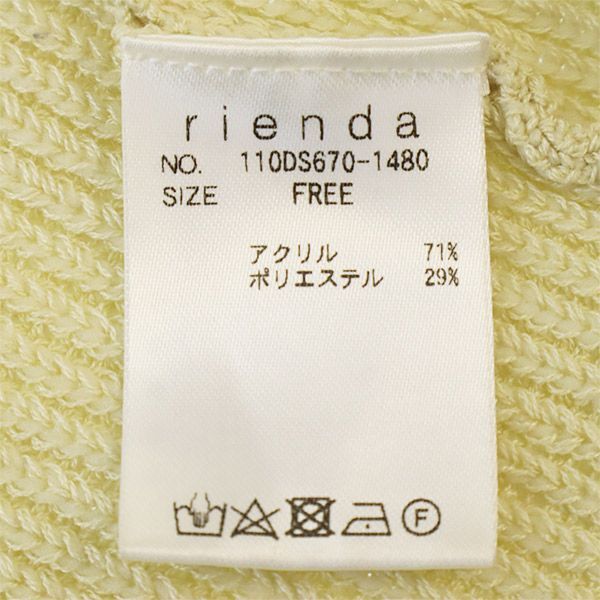 rienda
NO. 110DS670-1480
SIZE FREE
アクリル 71%
ポリエステル 29%
F